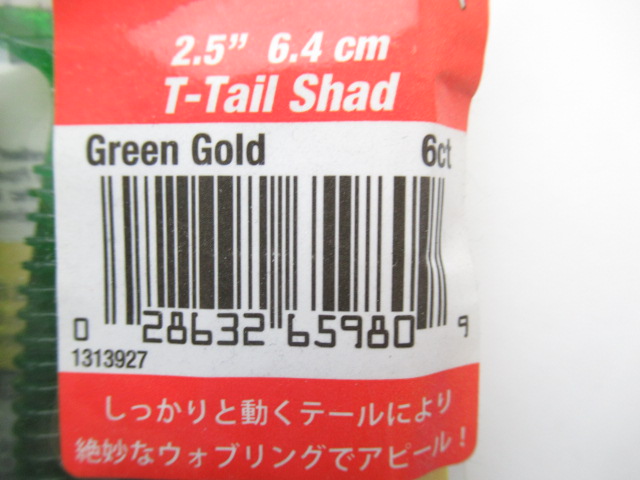 2.5” 6.4 cm
T-Tail Shad
Green Gold 6ct
0 28632 65980 9
1313927
しっかりと動くテールにより
絶妙なウォブリングでアピール！